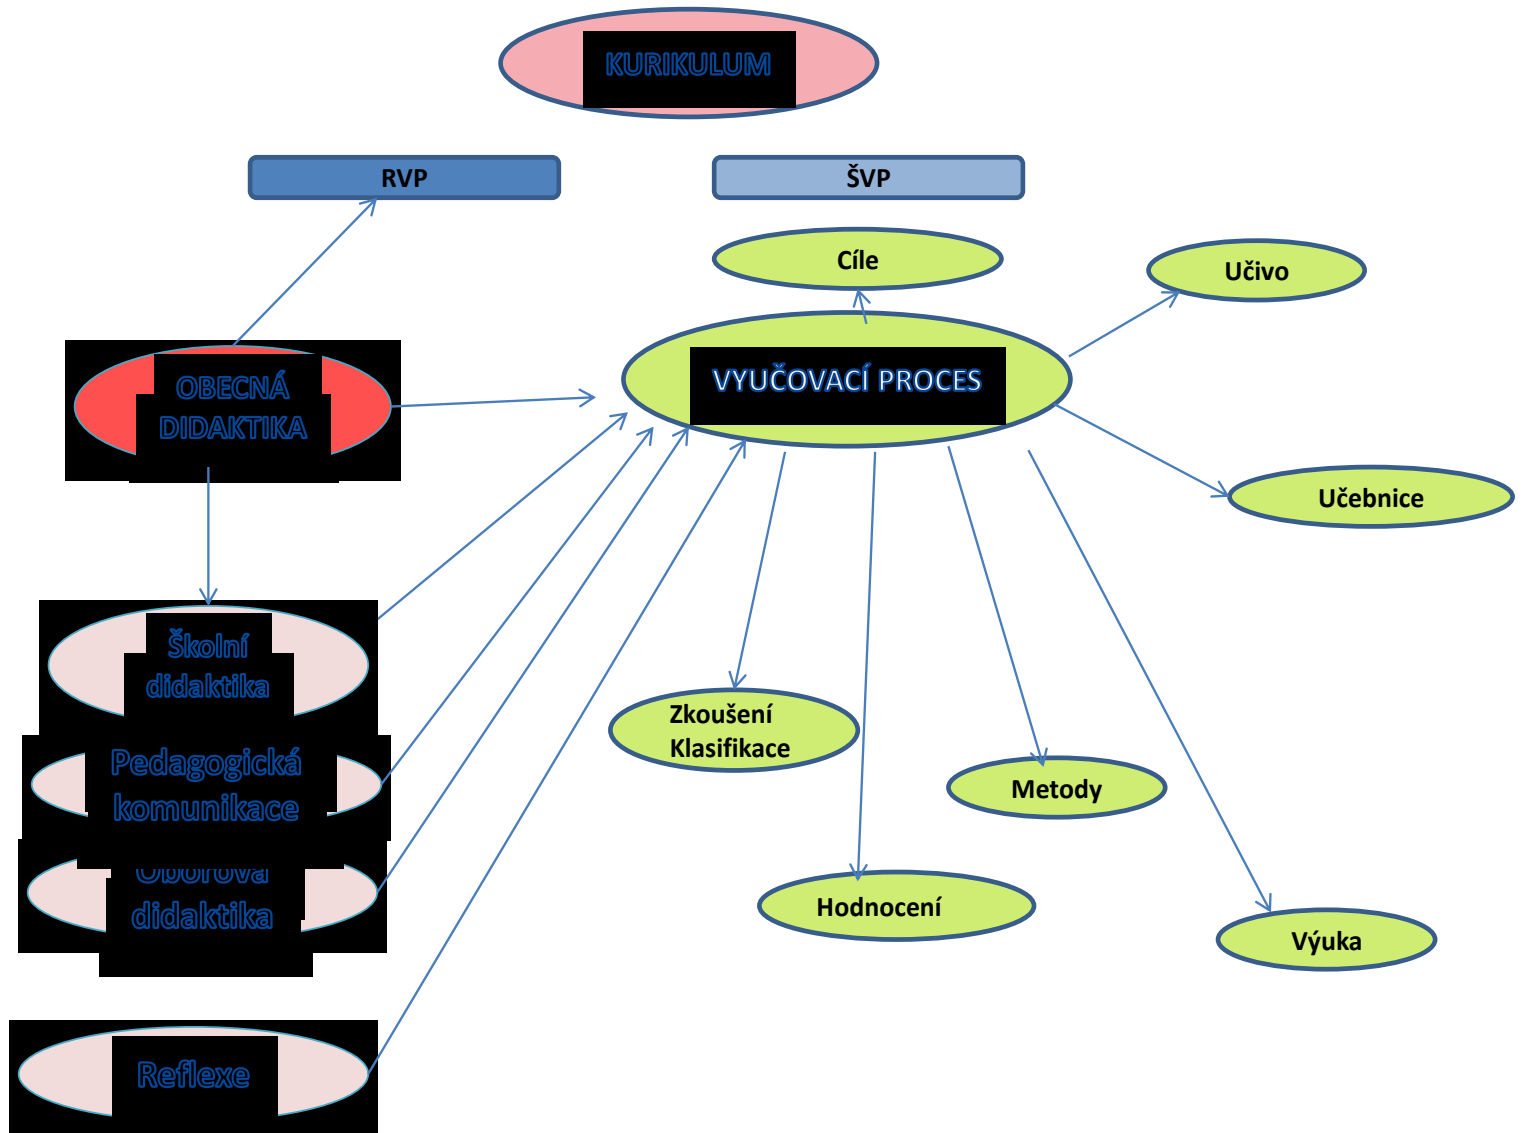 KURIKULUM
RVP
ŠVP
Cíle
Učivo
OBECNÁ
DIDAKTIKA
VYUČOVACÍ PROCES
Učebnice
Školní
didaktika
Zkoušení
Klasifikace
Pedagogická
komunikace
Metody
Oborová
didaktika
Hodnocení
Výuka
Reflexe